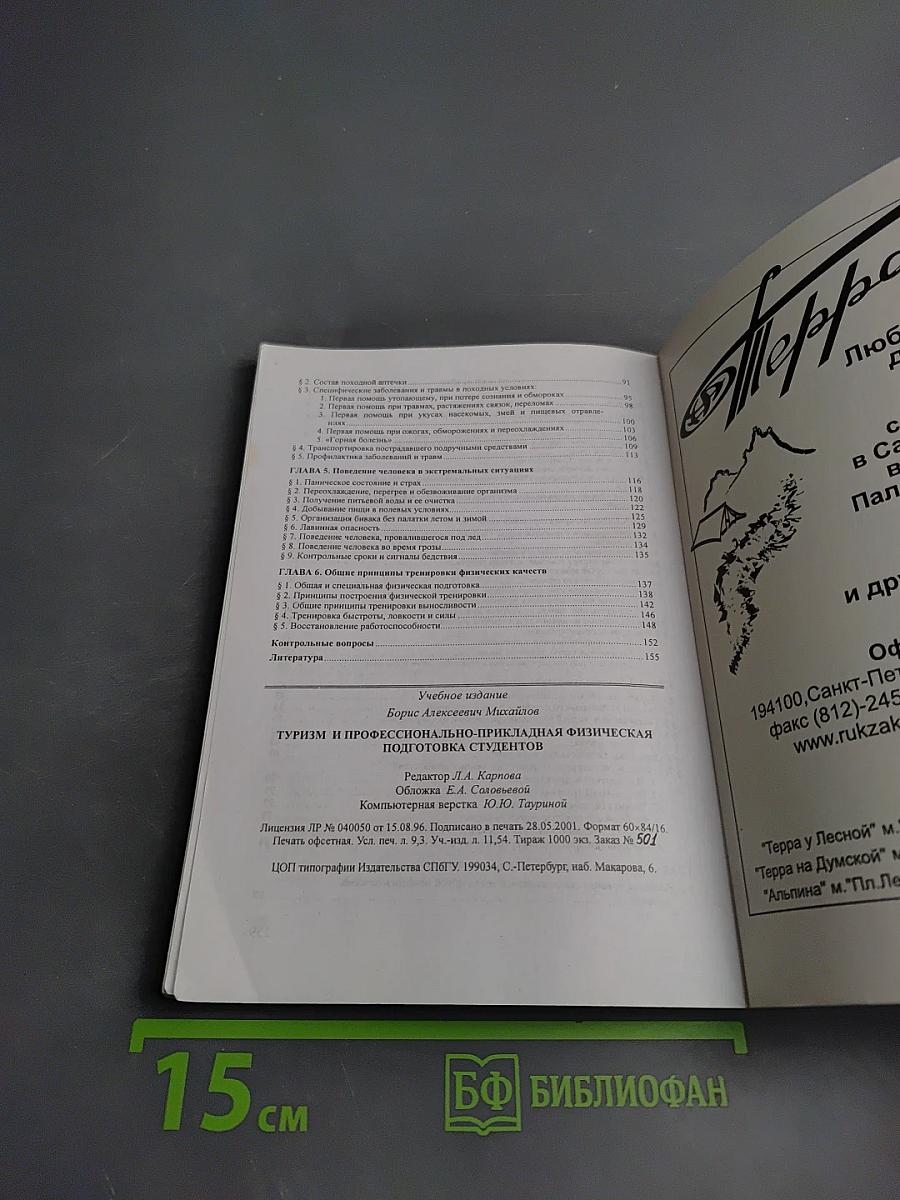 § 2. Состав походной аптечки 91
§ 3. Специфические заболевания и травмы в походных условиях:
1. Первая помощь утопающему, при потере сознания и обмороках 95
2. Первая помощь при травмах, растяжениях связок, переломах 98
3. Первая помощь при укусах насекомых, змей и пищевых отравле-
ниях 100
4. Первая помощь при ожогах, обморожениях и переохлаждениях 103
5. «Горная болезнь» 106
§ 4. Транспортировка пострадавшего подручными средствами 109
§ 5. Профилактика заболеваний и травм 113
ГЛАВА 5. Поведение человека в экстремальных ситуациях
§ 1. Паническое состояние и страх 116
§ 2. Переохлаждение, перегрев и обезвоживание организма 118
§ 3. Получение питьевой воды и ее очистка 120
§ 4. Добывание пищи в полевых условиях 122
§ 5. Организация бивака без палатки летом и зимой 125
§ 6. Лавинная опасность 129
§ 7. Поведение человека, провалившегося под лед 132
§ 8. Поведение человека во время грозы 134
§ 9. Контрольные сроки и сигналы бедствия 135
ГЛАВА 6. Общие принципы тренировки физических качеств
§ 1. Общая и специальная физическая подготовка 137
§ 2. Принципы построения физической тренировки 138
§ 3. Общие принципы тренировки выносливости 142
§ 4. Тренировка быстроты, ловкости и силы 146
§ 5. Восстановление работоспособности 148
Контрольные вопросы 152
Литература 155
Учебное издание
Борис Алексеевич Михайлов
ТУРИЗМ И ПРОФЕССИОНАЛЬНО-ПРИКЛАДНАЯ ФИЗИЧЕСКАЯ
ПОДГОТОВКА СТУДЕНТОВ
Редактор Л.А. Карпова
Обложка Е.А. Соловьевой
Компьютерная верстка Ю.Ю. Тауриной
Лицензия ЛР № 040050 от 15.08.96. Подписано в печать 28.05.2001. Формат 60×84/16.
Печать офсетная. Усл. печ. л. 9,3. Уч.-изд. л. 11,54. Тираж 1000 экз. Заказ № 501
ЦОП типографии Издательства СПбГУ. 199034, С.-Петербург, наб. Макарова, 6.
Терра
Люб
д
с
в Са
в
Пал
и др
Оф
194100,Санкт-Пет
факс (812)-245
www.rukzak
"Терра у Лесной" м."
"Терра на Думской" м
"Альпина" м."Пл.Ле
15 см
БФ БИБЛИОФАН